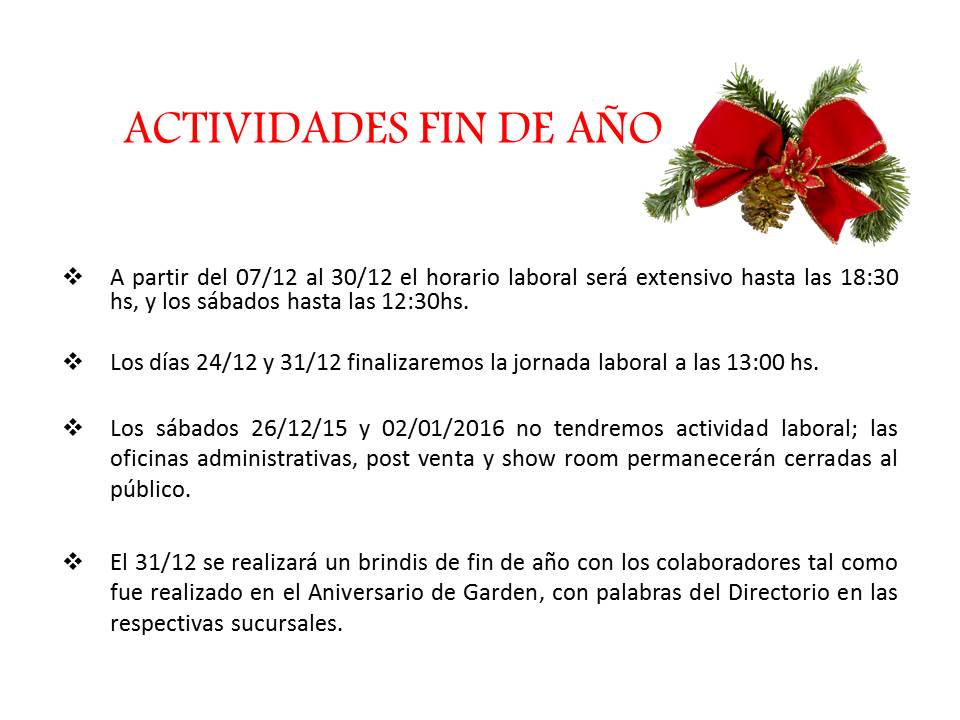 ACTIVIDADES FIN DE AÑO
❖ A partir del 07/12 al 30/12 el horario laboral será extensivo hasta las 18:30
hs, y los sábados hasta las 12:30hs.
❖ Los días 24/12 y 31/12 finalizaremos la jornada laboral a las 13:00 hs.
❖ Los sábados 26/12/15 y 02/01/2016 no tendremos actividad laboral; las
oficinas administrativas, post venta y show room permanecerán cerradas al
público.
❖ El 31/12 se realizará un brindis de fin de año con los colaboradores tal como
fue realizado en el Aniversario de Garden, con palabras del Directorio en las
respectivas sucursales.